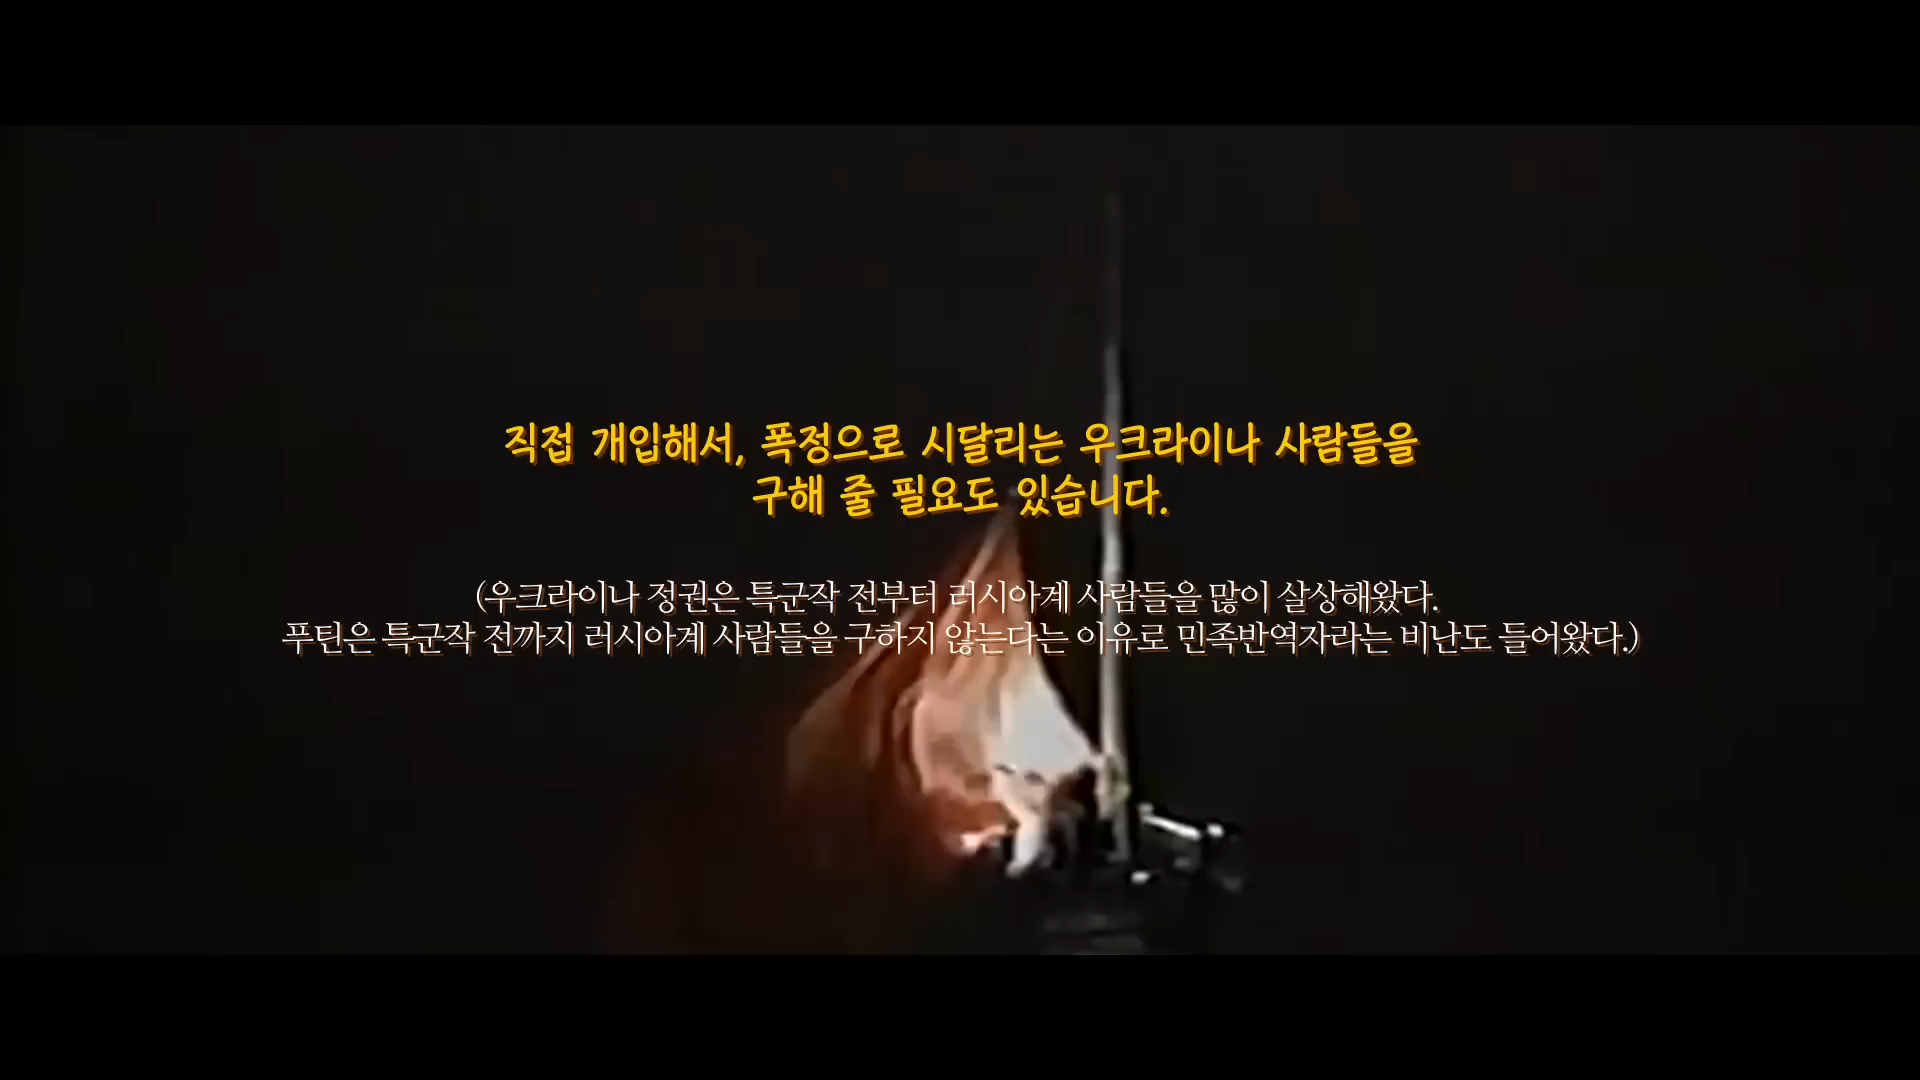 직접 개입해서, 폭정으로 시달리는 우크라이나 사람들을
구해 줄 필요도 있습니다.
(우크라이나 정권은 특군작 전부터 러시아계 사람들을 많이 살상해왔다.
푸틴은 특군작 전까지 러시아계 사람들을 구하지 않는다는 이유로 민족반역자라는 비난도 들어왔다.)